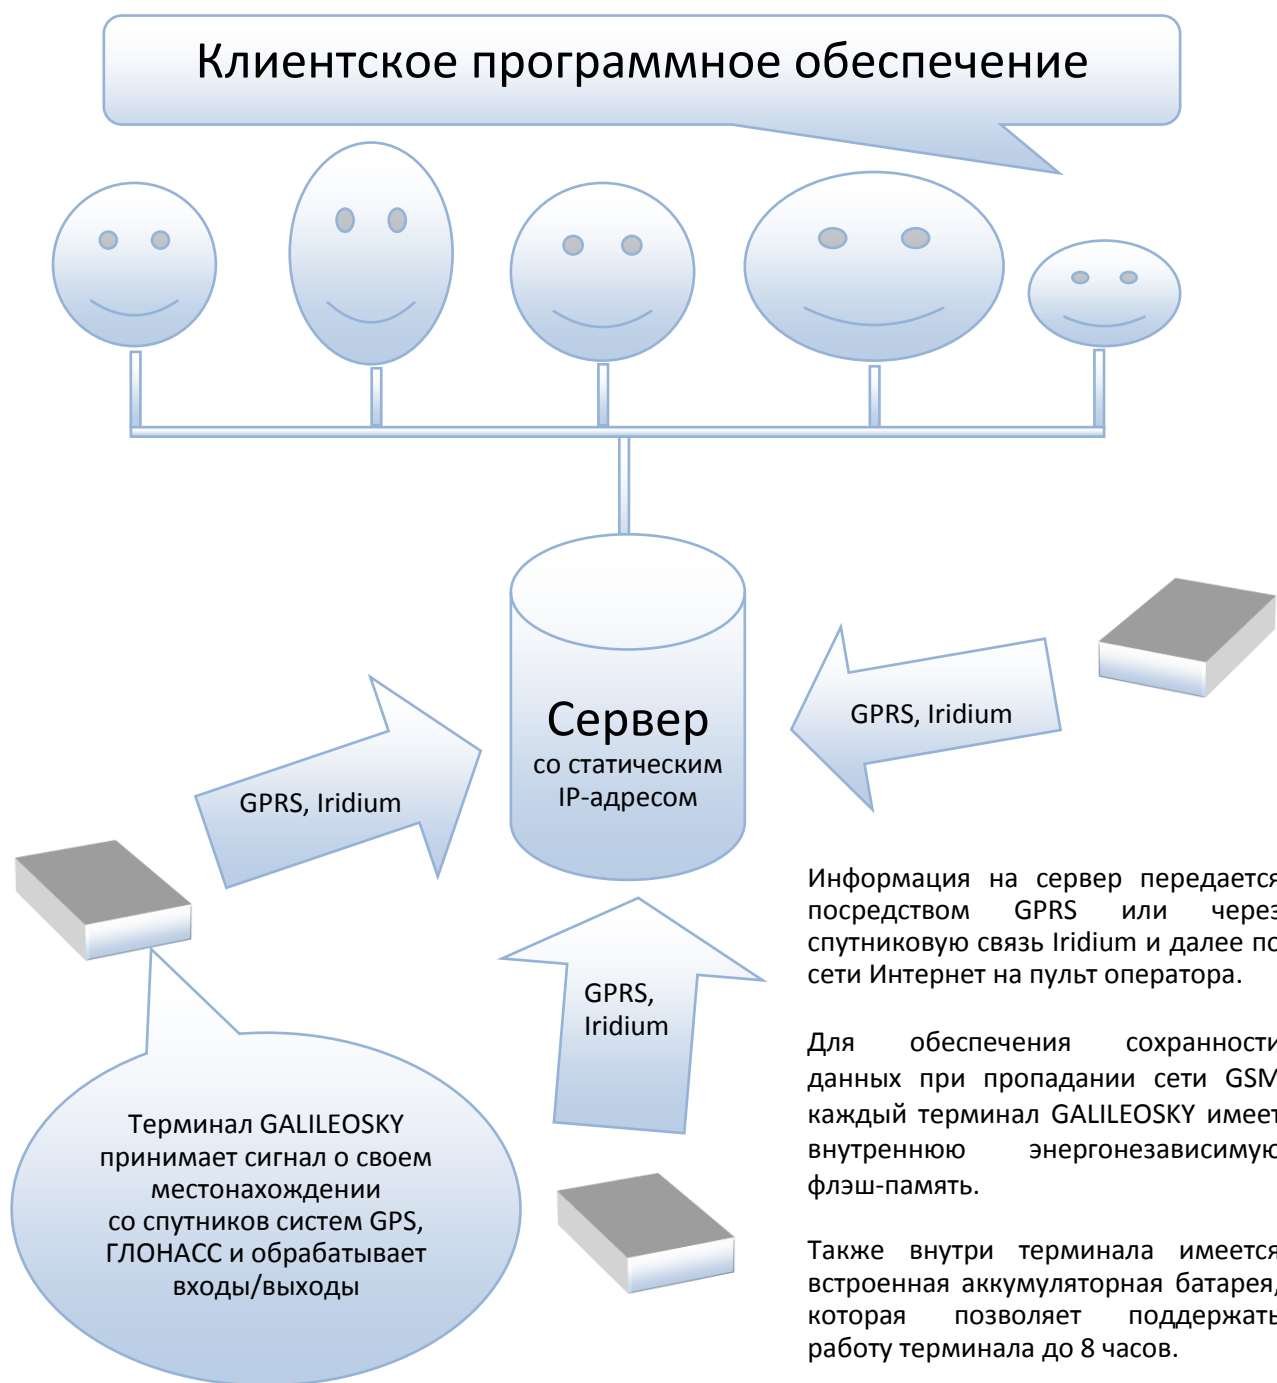 Клиентское программное обеспечение
Сервер
со статическим
IP-адресом
GPRS, Iridium
GPRS, Iridium
GPRS,
Iridium
Терминал GALILEOSKY
принимает сигнал о своем
местонахождении
со спутников систем GPS,
ГЛОНАСС и обрабатывает
входы/выходы
Информация на сервер передается
посредством GPRS или через
спутниковую связь Iridium и далее по
сети Интернет на пульт оператора.
Для обеспечения сохранности
данных при пропадании сети GSM
каждый терминал GALILEOSKY имеет
внутреннюю энергонезависимую
флэш-память.
Также внутри терминала имеется
встроенная аккумуляторная батарея,
которая позволяет поддержать
работу терминала до 8 часов.